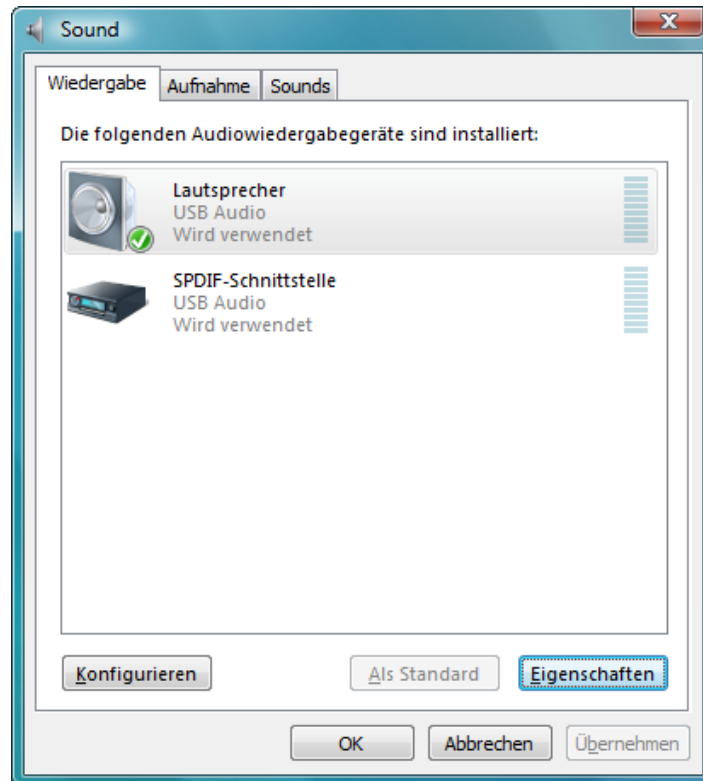 Sound
Wiedergabe Aufnahme Sounds
Die folgenden Audiowiedergabegeräte sind installiert:
Lautsprecher
USB Audio
Wird verwendet
SPDIF-Schnittstelle
USB Audio
Wird verwendet
Konfigurieren Als Standard Eigenschaften
OK Abbrechen Übernehmen